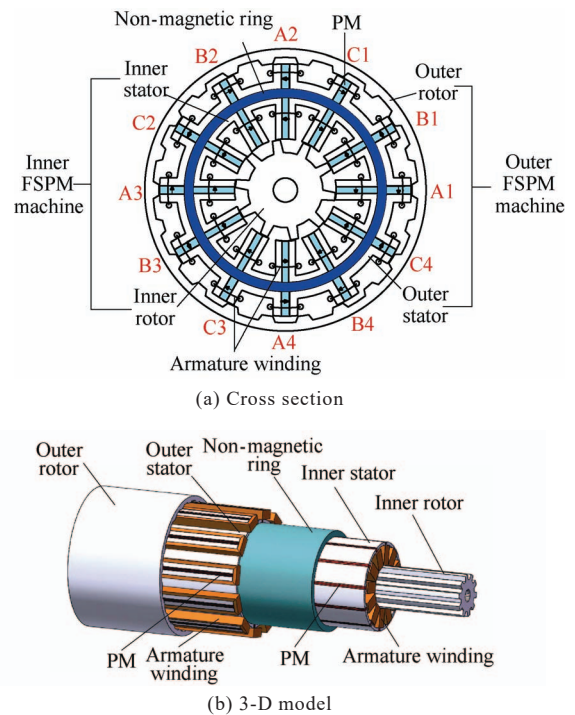 Non-magnetic ring
PM
A2
B2
C1
Inner
stator
Outer
rotor
C2
B1
Inner
FSPM
machine
A3
A1
Outer
FSPM
machine
B3
C4
Inner
rotor
Outer
stator
C3
B4
A4
Armature winding
(a) Cross section
Outer
rotor
Outer
stator
Non-magnetic
ring
Inner stator
Inner rotor
PM
Armature
winding
PM
Armature winding
(b) 3-D model